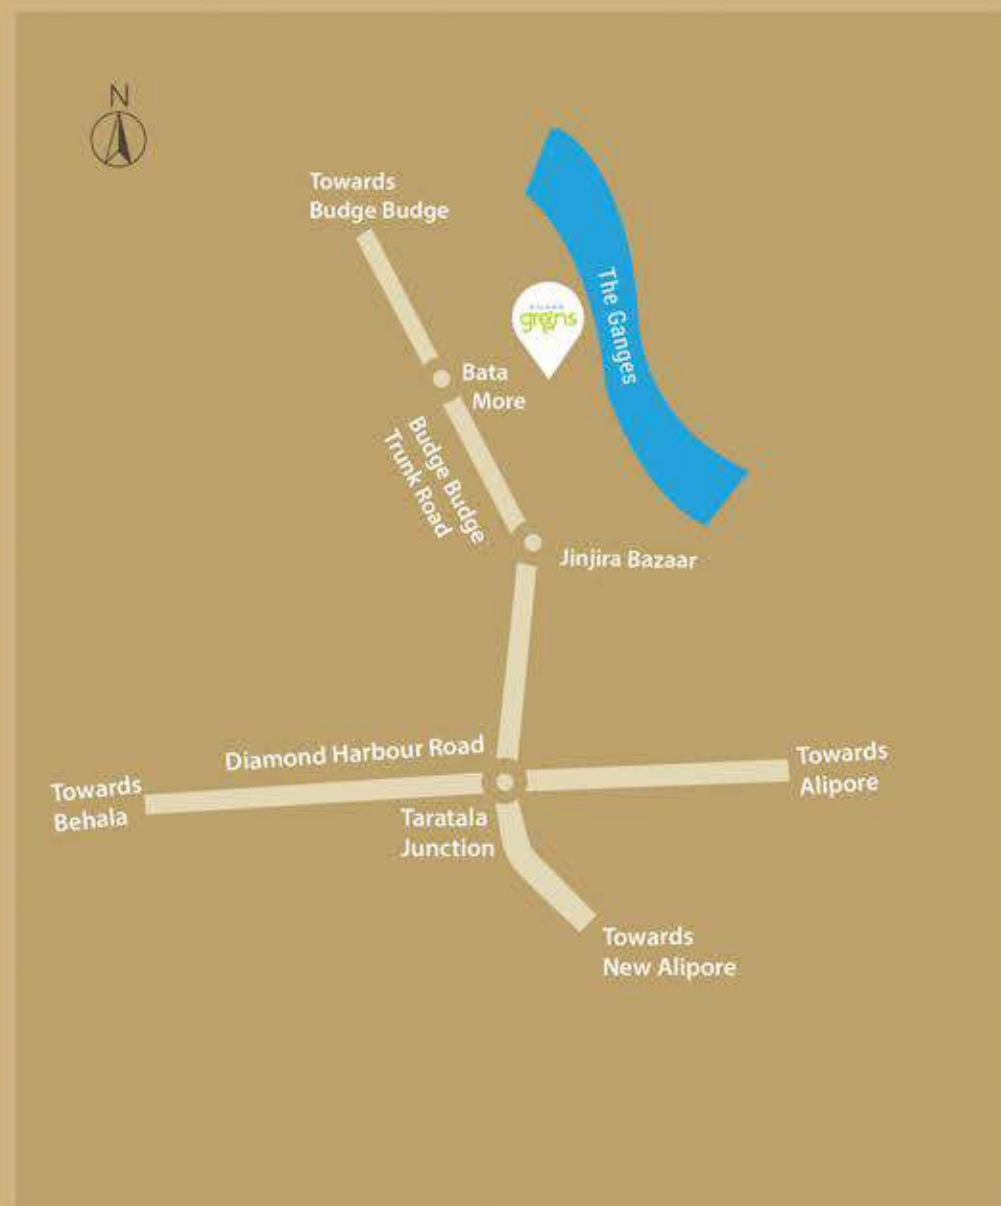 N
Towards
Budge Budge
The Ganges
greens
Bata
More
Budge Budge
Trunk Road
Jinjira Bazaar
Diamond Harbour Road
Towards
Alipore
Towards
Behala
Taratala
Junction
Towards
New Alipore